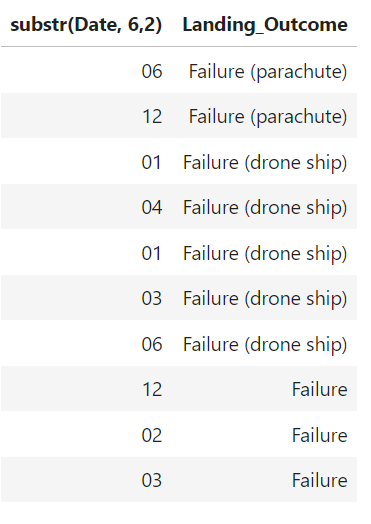 substr(Date, 6,2) Landing_Outcome
06 Failure (parachute)
12 Failure (parachute)
01 Failure (drone ship)
04 Failure (drone ship)
01 Failure (drone ship)
03 Failure (drone ship)
06 Failure (drone ship)
12 Failure
02 Failure
03 Failure